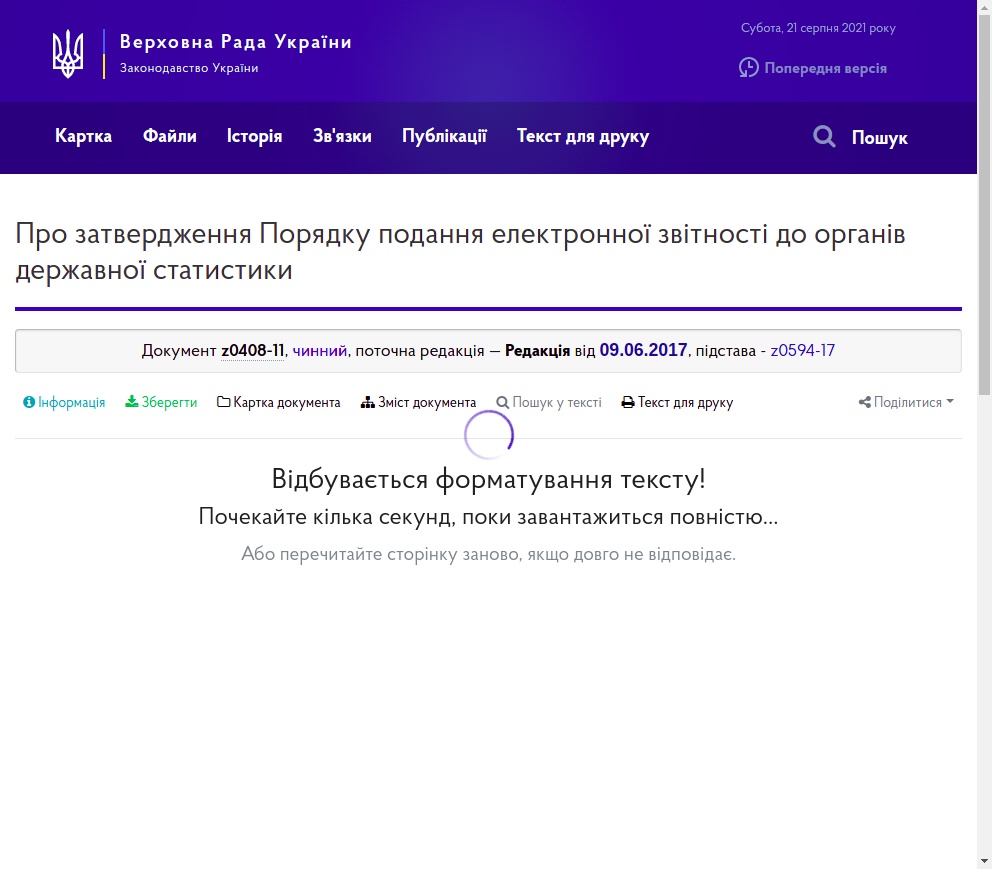 Верховна Рада України
Законодавство України
Субота, 21 серпня 2021 року
Попередня версія
Картка Файли Історія Зв'язки Публікації Текст для друку Пошук
Про затвердження Порядку подання електронної звітності до органів
державної статистики
Документ z0408-11, чинний, поточна редакція — Редакція від 09.06.2017, підстава - z0594-17
Інформація Зберегти Картка документа Зміст документа Пошук у тексті Текст для друку Поділитися
Відбувається форматування тексту!
Почекайте кілька секунд, поки завантажиться повністю...
Або перечитайте сторінку заново, якщо довго не відповідає.